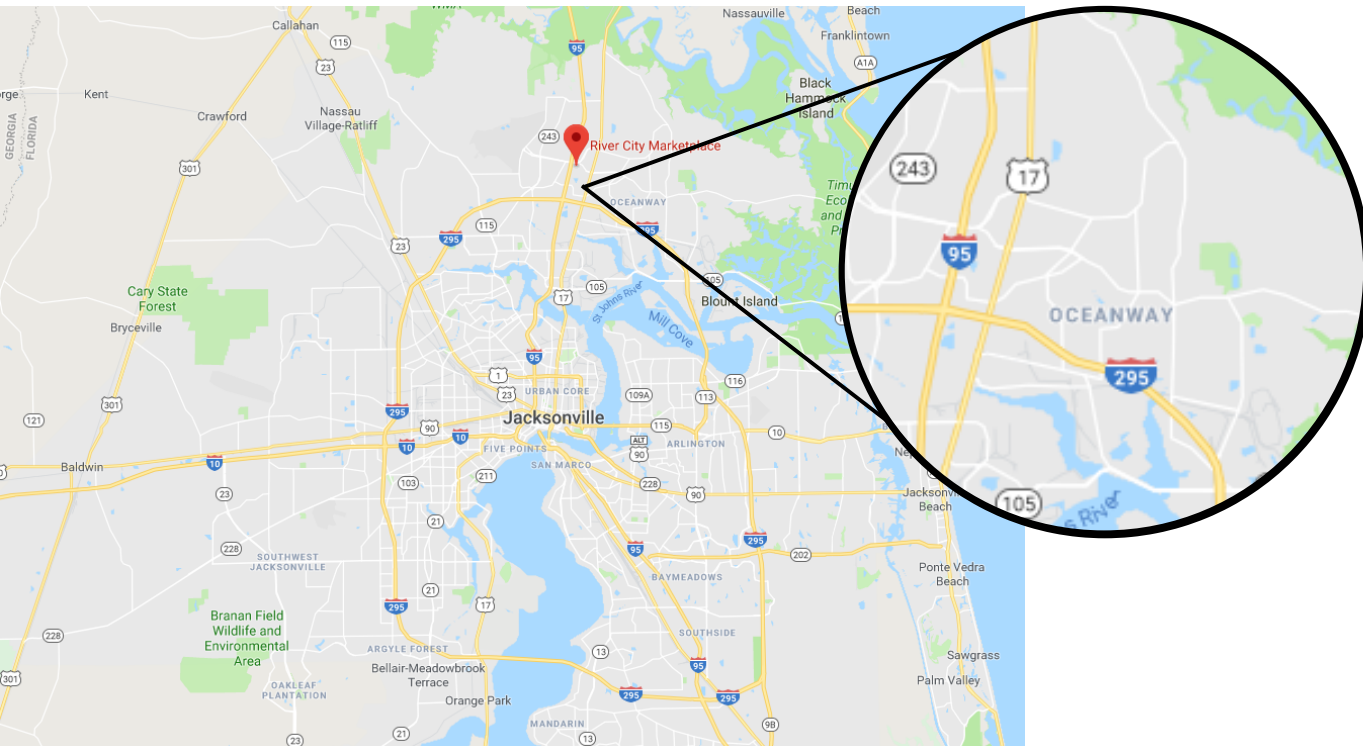 WMA
Nassauville
Beach
Callahan
115
Franklintown
95
23
A1A
Black
Hammock
Island
Kent
Nassau
Village-Ratliff
Crawford
243
River City Marketplace
GEORGIA
FLORIDA
301
OCEANWAY
115
295
295
23
105
105
17
St Johns River
Blount Island
Mill Cove
Cary State
Forest
Bryceville
95
1
116
23
URBAN CORE
109A
113
301
295
Jacksonville
121
90
10
10
115
10
ALT
90
ARLINGTON
FIVE POINTS
SAN MARCO
Baldwin
10
211
103
228
90
23
Jacksonville
Beach
21
228
95
295
202
SOUTHWEST
JACKSONVILLE
Ponte Vedra
Beach
BAYMEADOWS
21
17
295
Branan Field
Wildlife and
Environmental
Area
228
SOUTHSIDE
ARGYLE FOREST
13
Sawgrass
95
Bellair-Meadowbrook
Terrace
301
Palm Valley
OAKLEAF
PLANTATION
295
295
Orange Park
MANDARIN
9B
21
23
13
243
17
95
OCEANWAY
295
105
s River